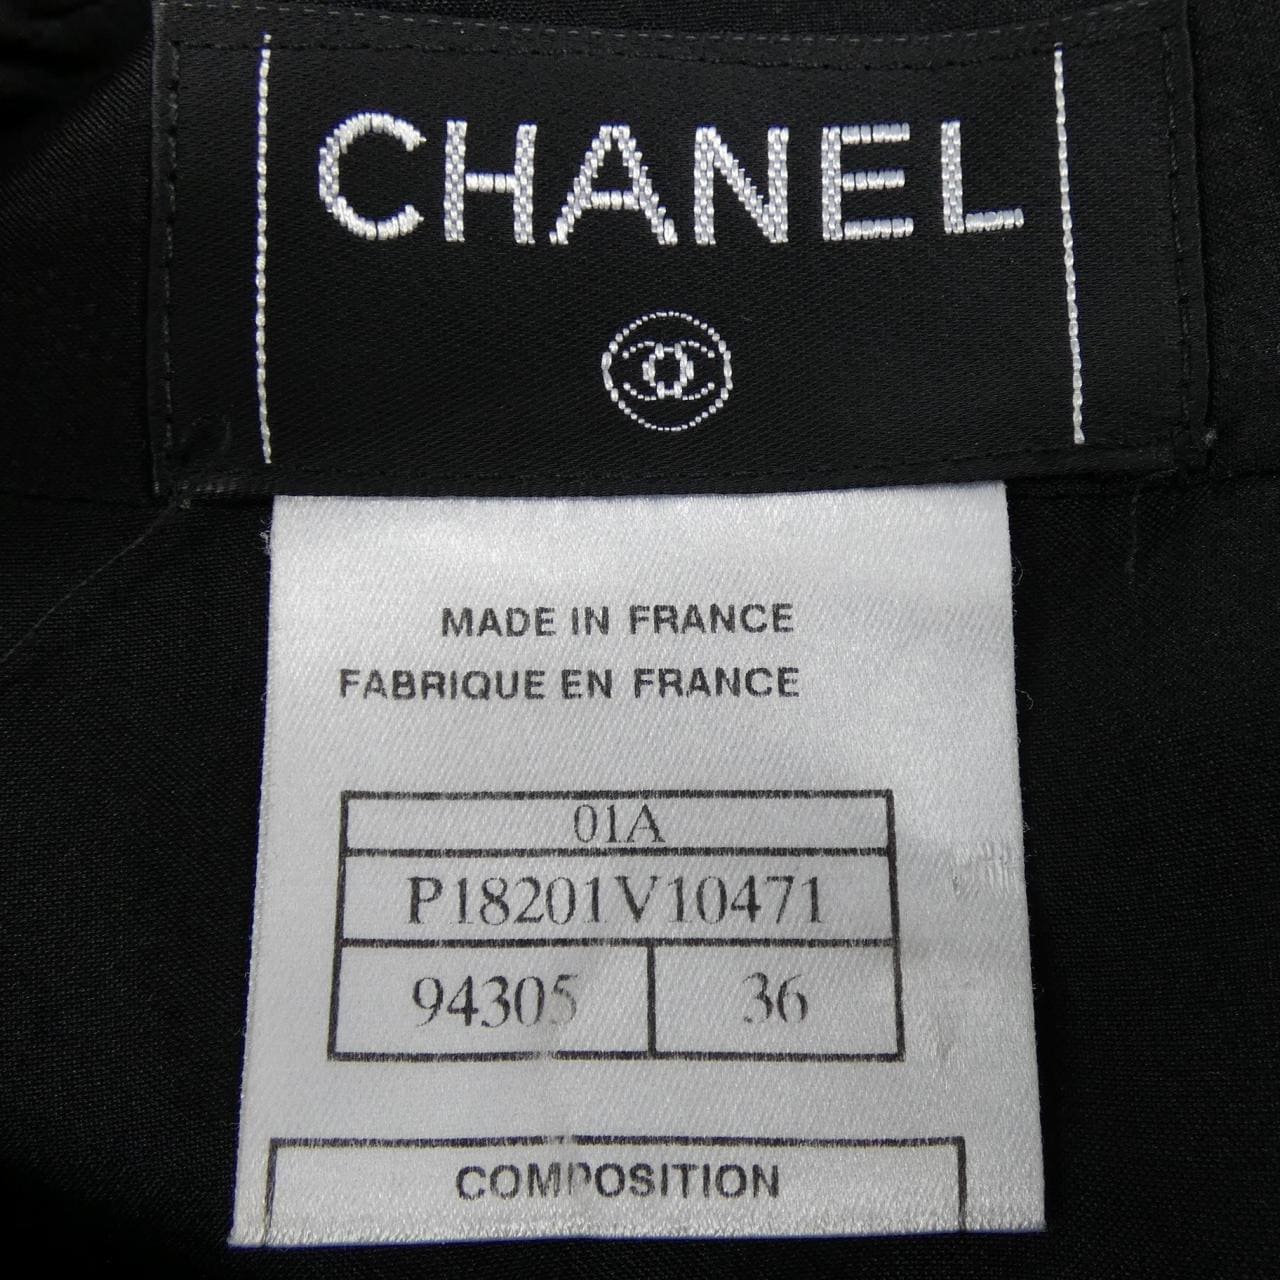 CHANEL
MADE IN FRANCE
FABRIQUE EN FRANCE
01A
P18201V10471
94305 36
COMPOSITION